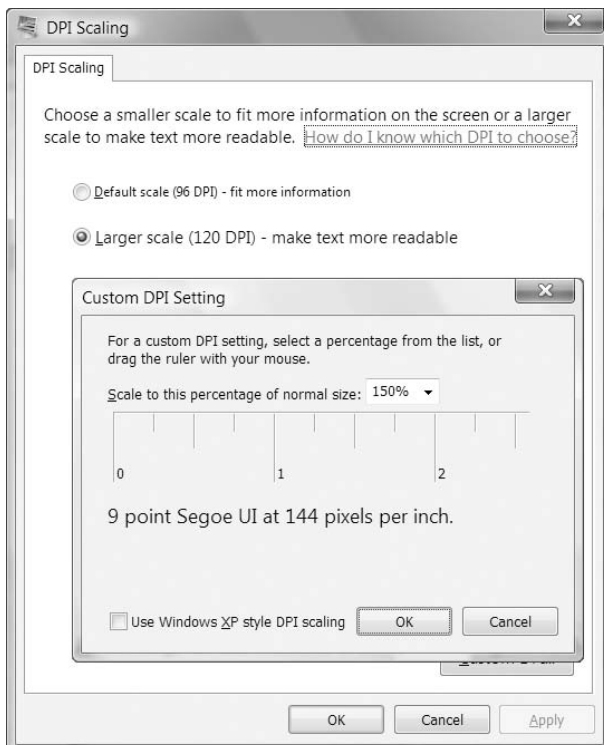 DPI Scaling
DPI Scaling
Choose a smaller scale to fit more information on the screen or a larger
scale to make text more readable. How do I know which DPI to choose?
Default scale (96 DPI) - fit more information
Larger scale (120 DPI) - make text more readable
Custom DPI Setting
For a custom DPI setting, select a percentage from the list, or
drag the ruler with your mouse.
Scale to this percentage of normal size: 150%
0 1 2
9 point Segoe UI at 144 pixels per inch.
Use Windows XP style DPI scaling OK Cancel
OK Cancel Apply